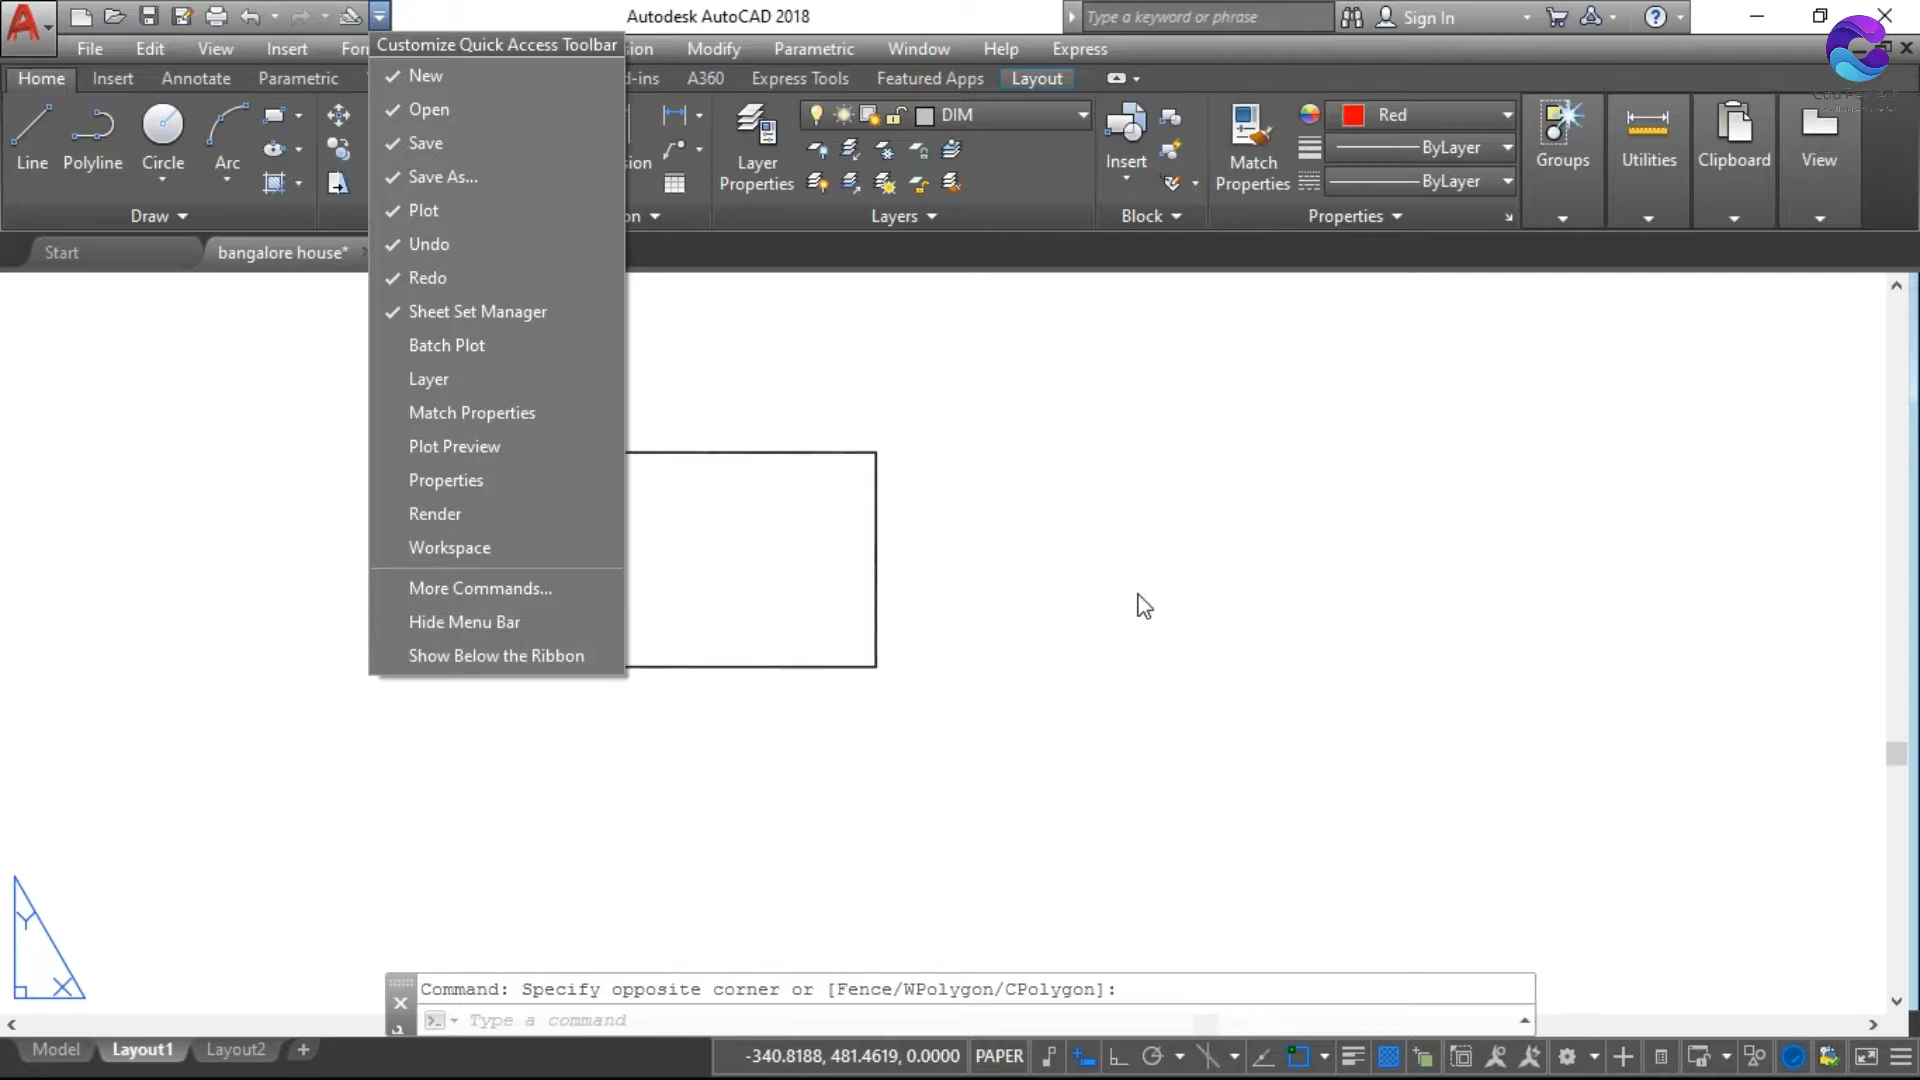 Autodesk AutoCAD 2018
Type a keyword or phrase
Sign In
File Edit View Insert For
Customize Quick Access Toolbar
ion Modify Parametric Window Help Express
Home Insert Annotate Parametric
d-ins A360 Express Tools Featured Apps Layout
New
Open
Save
Save As...
Plot
Undo
Redo
Sheet Set Manager
Batch Plot
Layer
Match Properties
Plot Preview
Properties
Render
Workspace
More Commands...
Hide Menu Bar
Show Below the Ribbon
Line Polyline Circle Arc
Draw
ion
on
Layer
Properties
DIM
Layers
Insert
Block
Match
Properties
Red
ByLayer
ByLayer
Properties
Groups
Utilities
Clipboard
View
Start
bangalore house*
Y
X
Command: Specify opposite corner or [Fence/WPolygon/CPolygon]:
Type a command
Model Layout1 Layout2 +
-340.8188, 481.4619, 0.0000 PAPER